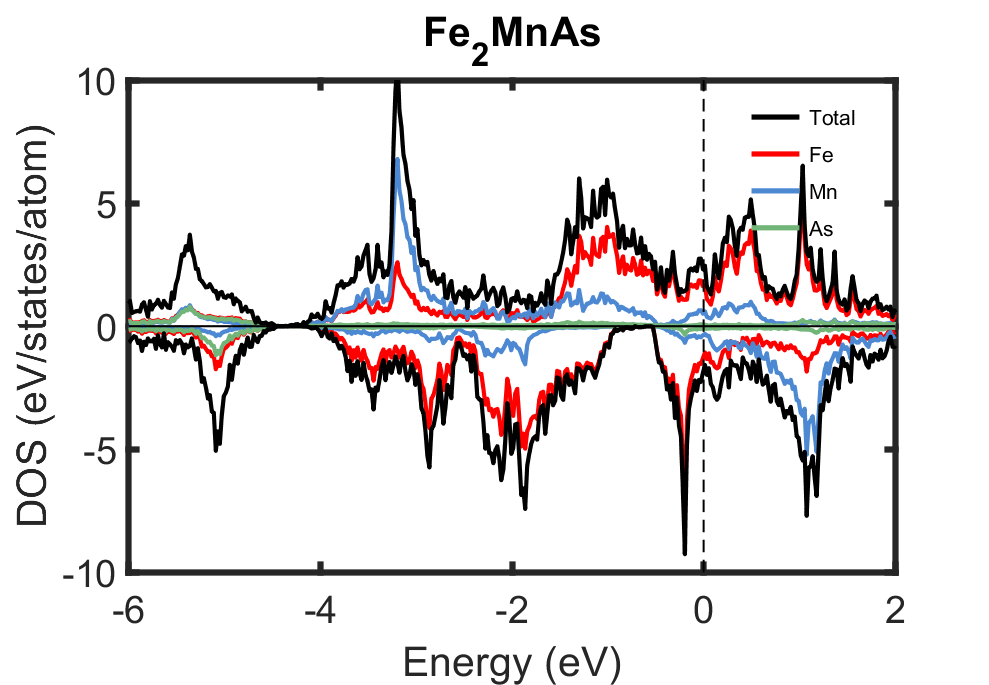 Fe2MnAs
DOS (eV/states/atom)
10
5
0
-5
-10
Total
Fe
Mn
As
-6 -4 -2 0 2
Energy (eV)